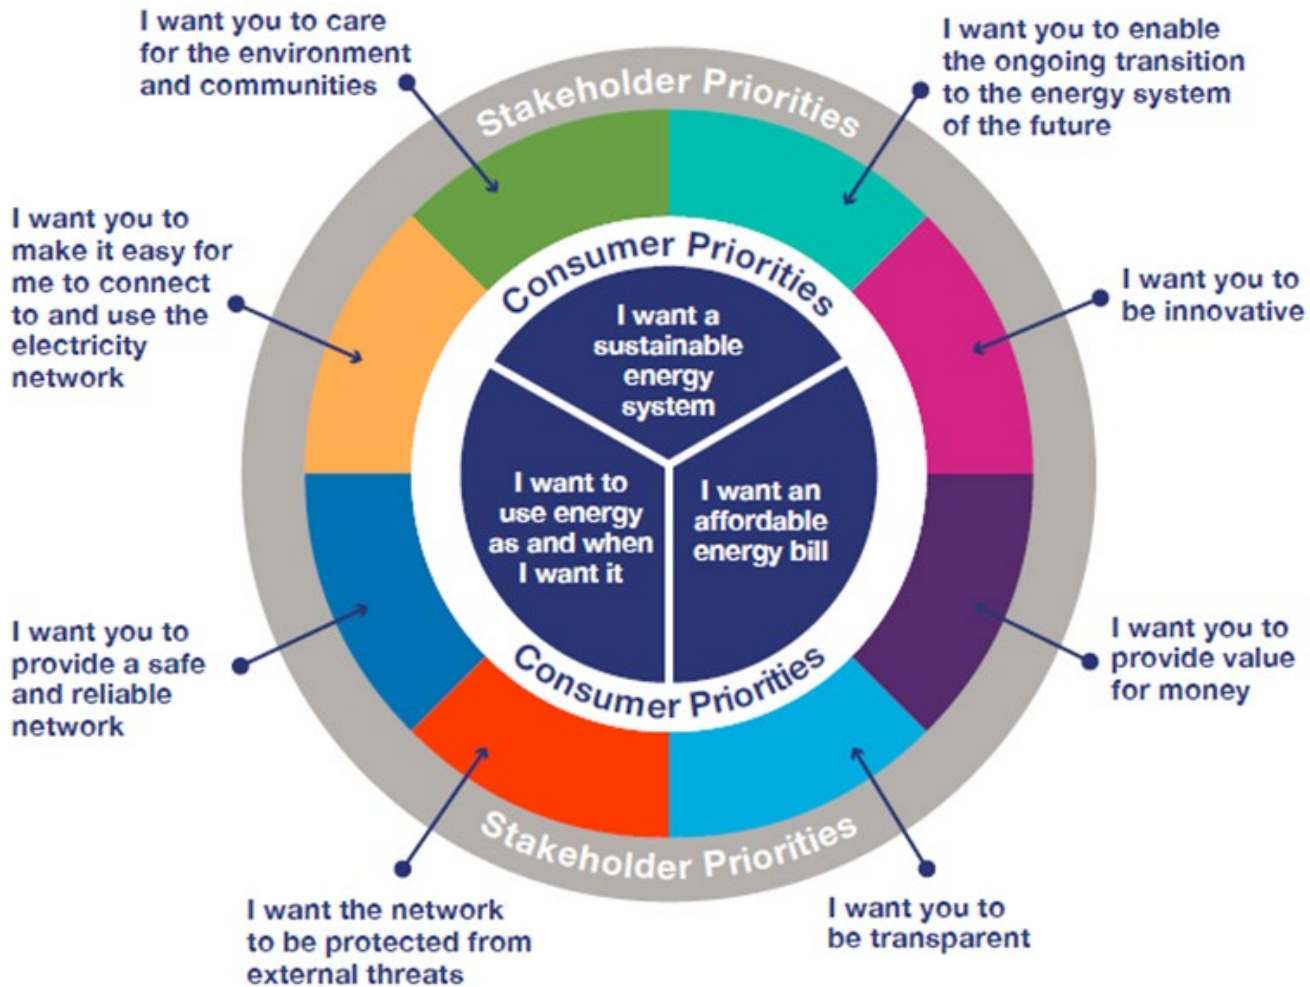 I want you to care
for the environment
and communities
I want you to enable
the ongoing transition
to the energy system
of the future
Stakeholder Priorities
I want you to
make it easy for
me to connect
to and use the
electricity
network
Consumer Priorities
I want you to
be innovative
I want a
sustainable
energy
system
I want to
use energy
as and when
I want it
I want an
affordable
energy bill
I want you to
provide a safe
and reliable
network
Consumer Priorities
I want you to
provide value
for money
Stakeholder Priorities
I want the network
to be protected from
external threats
I want you to
be transparent